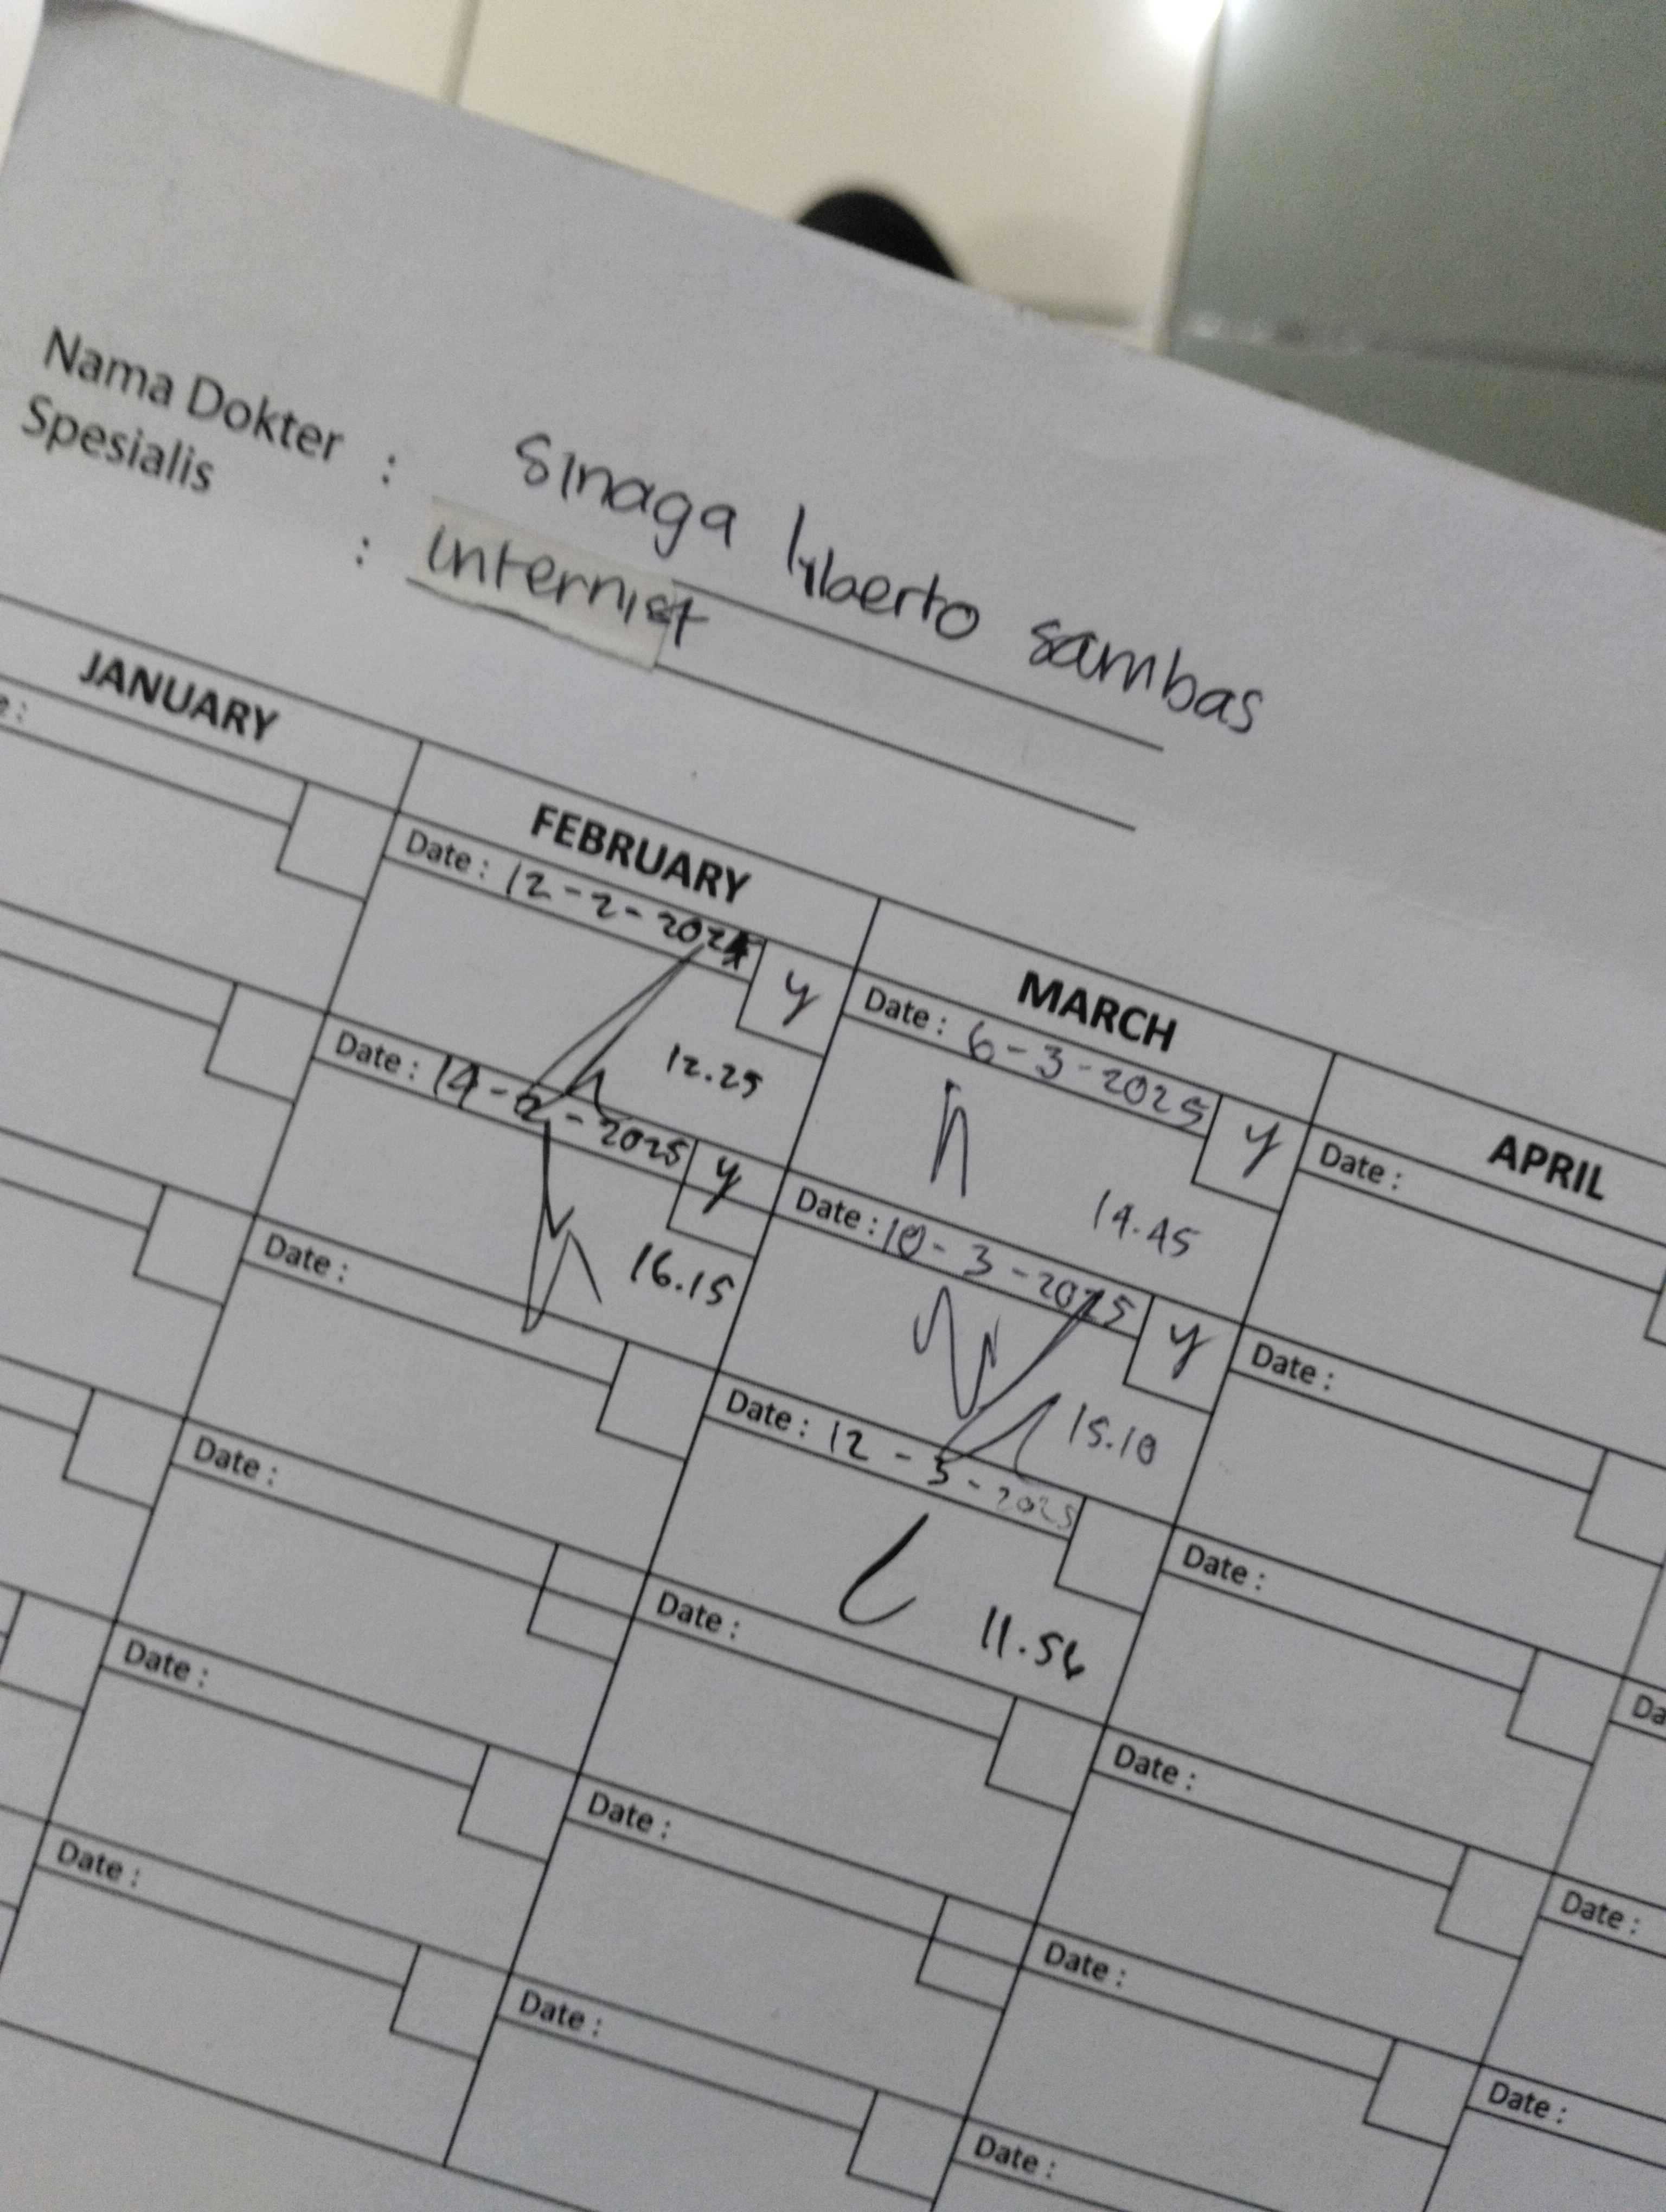 Nama Dokter : Sinaga liberto sambas
Spesialis : internist
JANUARY FEBRUARY MARCH APRIL
Date : 12-2-2025 y
12.25
Date : 14-2-2025 y
16.15
Date :
Date :
Date :
Date :
Date : 6-3-2025 y
14.45
Date : 10-3-2025 y
15.10
Date : 12-3-2025
11.56
Date :
Date :
Date :
Date :
Date :
Date :
Date :
Date :
Date :
Date :
Date :